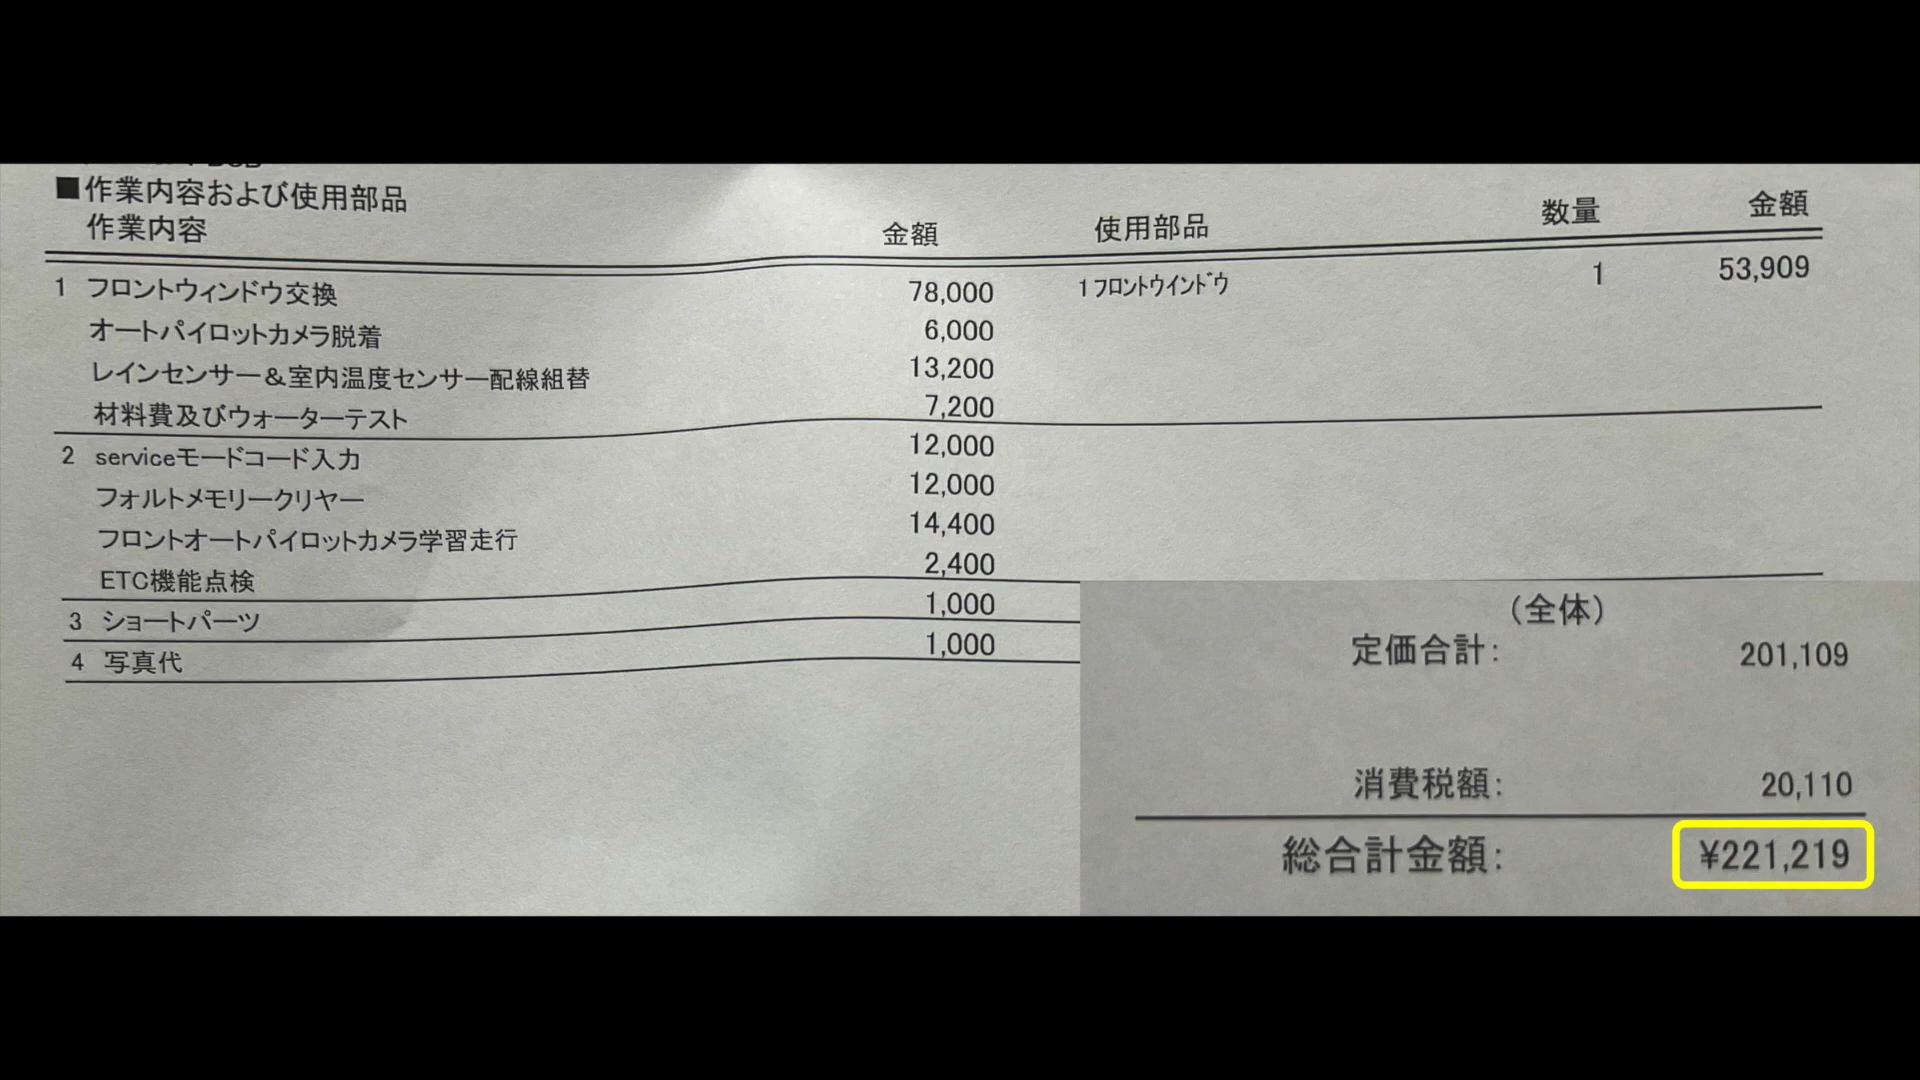 ■作業内容および使用部品
作業内容 金額 使用部品 数量 金額
1 フロントウィンドウ交換 78,000 1 フロントウインドウ 1 53,909
オートパイロットカメラ脱着 6,000
レインセンサー＆室内温度センサー配線組替 13,200
材料費及びウォーターテスト 7,200
2 serviceモードコード入力 12,000
フォルトメモリークリヤー 12,000
フロントオートパイロットカメラ学習走行 14,400
ETC機能点検 2,400
3 ショートパーツ 1,000
4 写真代 1,000
（全体）
定価合計： 201,109
消費税額： 20,110
総合計金額： ¥221,219